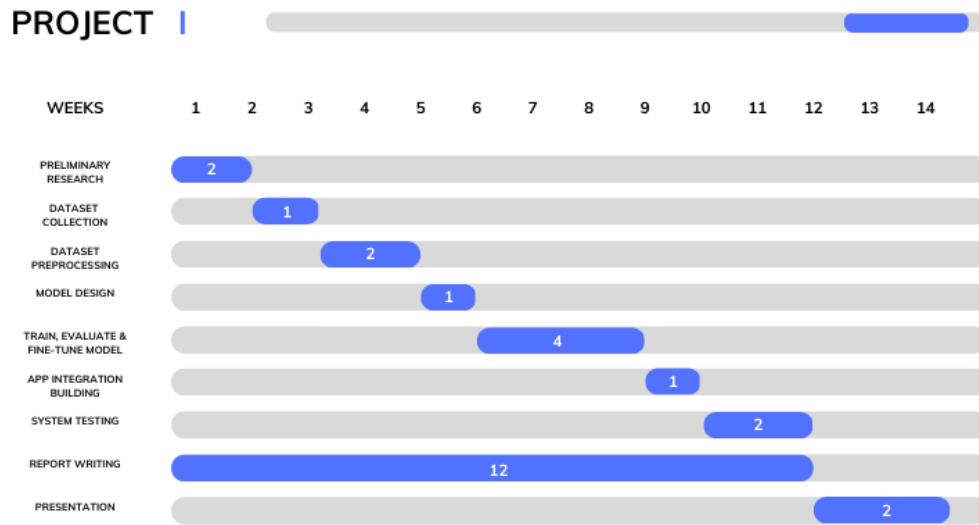 PROJECT I
WEEKS 1 2 3 4 5 6 7 8 9 10 11 12 13 14
PRELIMINARY
RESEARCH
2
DATASET
COLLECTION
1
DATASET
PREPROCESSING
2
MODEL DESIGN
1
TRAIN, EVALUATE &
FINE-TUNE MODEL
4
APP INTEGRATION
BUILDING
1
SYSTEM TESTING
2
REPORT WRITING
12
PRESENTATION
2